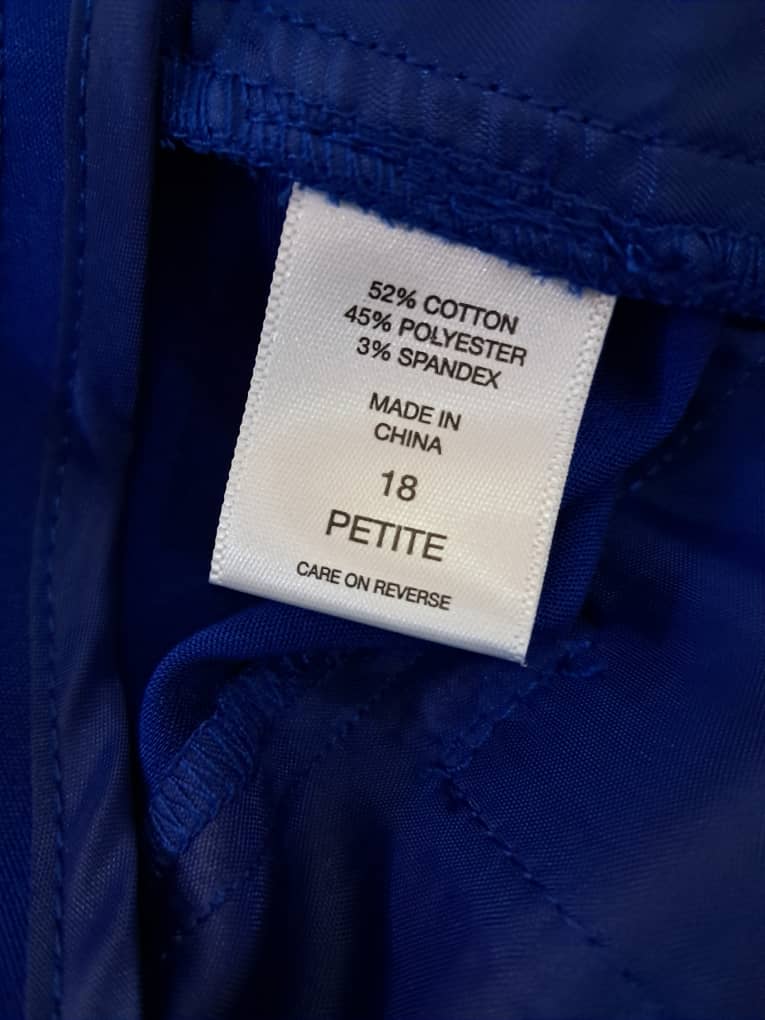 52% COTTON
45% POLYESTER
3% SPANDEX
MADE IN
CHINA
18
PETITE
CARE ON REVERSE